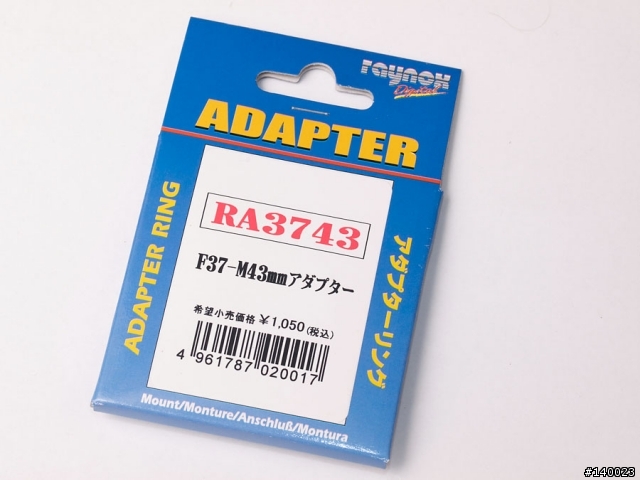 raynox
Digital
ADAPTER
ADAPTER RING
RA3743
F37-M43mmアダプター
希望小売価格 ¥1,050(税込)
4 961787 020017
アダプターリング
Mount/Monture/Anschluß/Montura
#140023